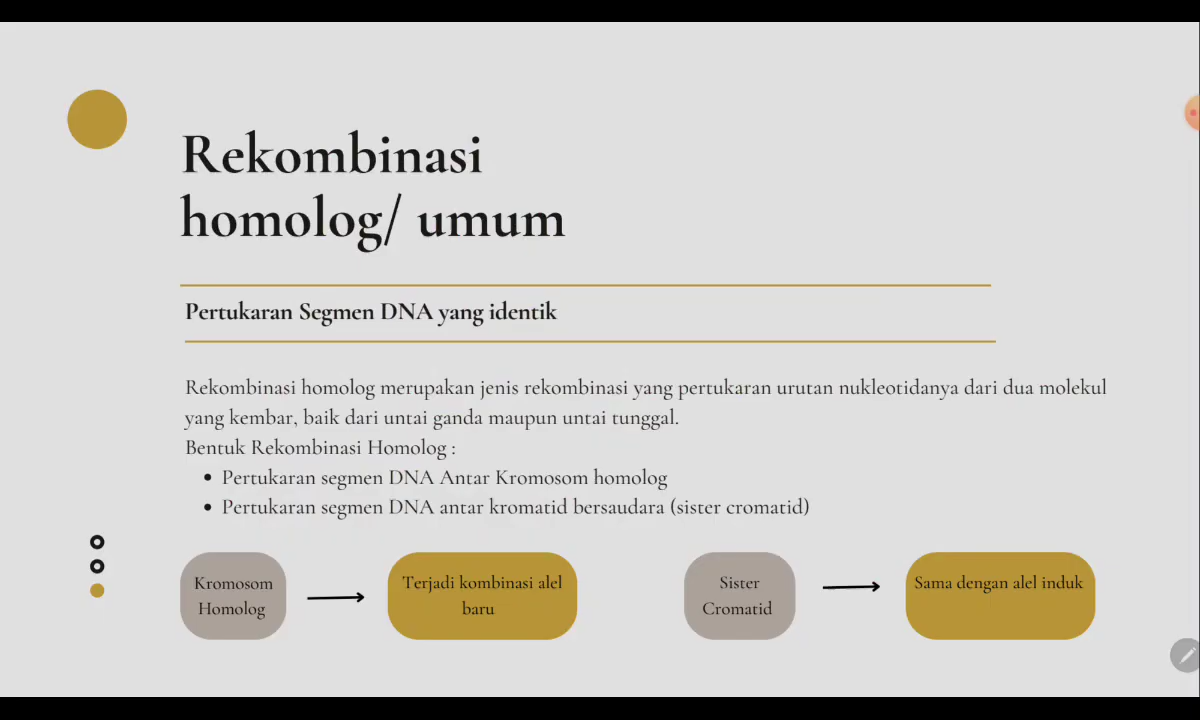 Rekombinasi
homolog/ umum
Pertukaran Segmen DNA yang identik
Rekombinasi homolog merupakan jenis rekombinasi yang pertukaran urutan nukleotidanya dari dua molekul
yang kembar, baik dari untai ganda maupun untai tunggal.
Bentuk Rekombinasi Homolog :
• Pertukaran segmen DNA Antar Kromosom homolog
• Pertukaran segmen DNA antar kromatid bersaudara (sister cromatid)
Kromosom
Homolog
Terjadi kombinasi alel
baru
Sister
Cromatid
Sama dengan alel induk